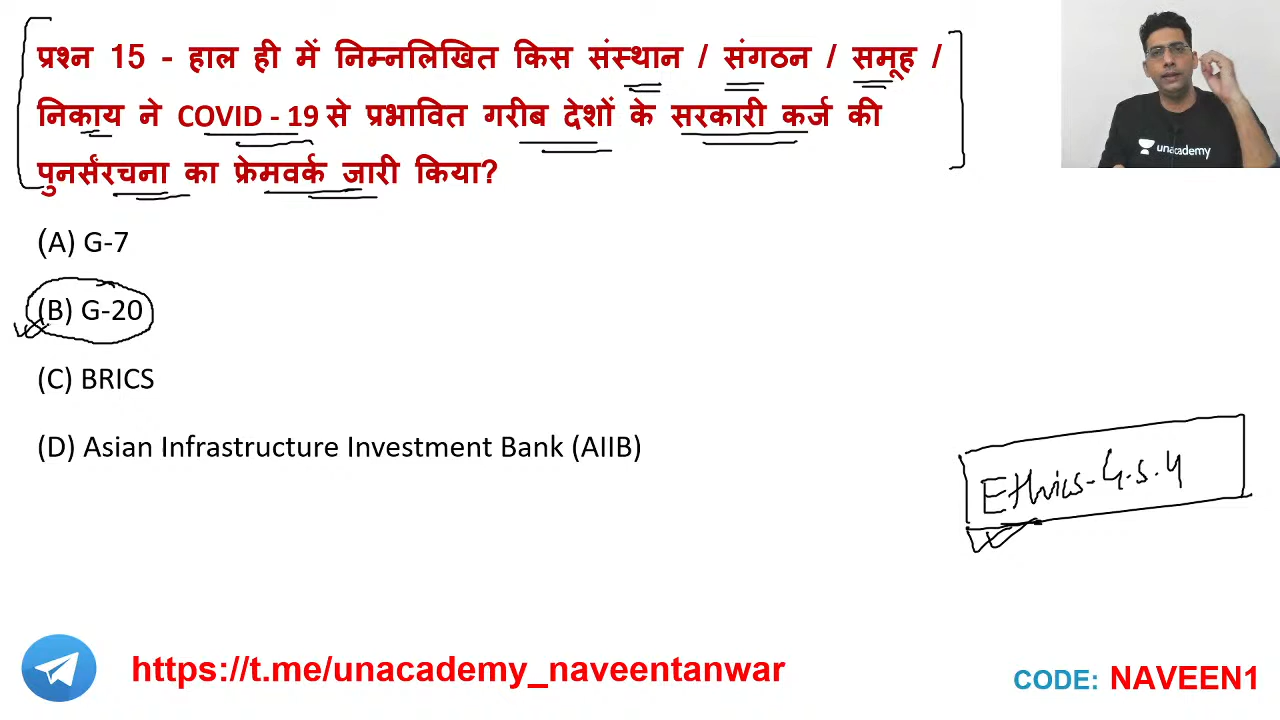 प्रश्न 15 - हाल ही में निम्नलिखित किस संस्थान / संगठन / समूह /
निकाय ने COVID - 19 से प्रभावित गरीब देशों के सरकारी कर्ज की
पुनर्संरचना का फ्रेमवर्क जारी किया?
unacademy
(A) G-7
(B) G-20
(C) BRICS
(D) Asian Infrastructure Investment Bank (AIIB)
Ethics - G.S.4
https://t.me/unacademy_naveentanwar
CODE: NAVEEN1